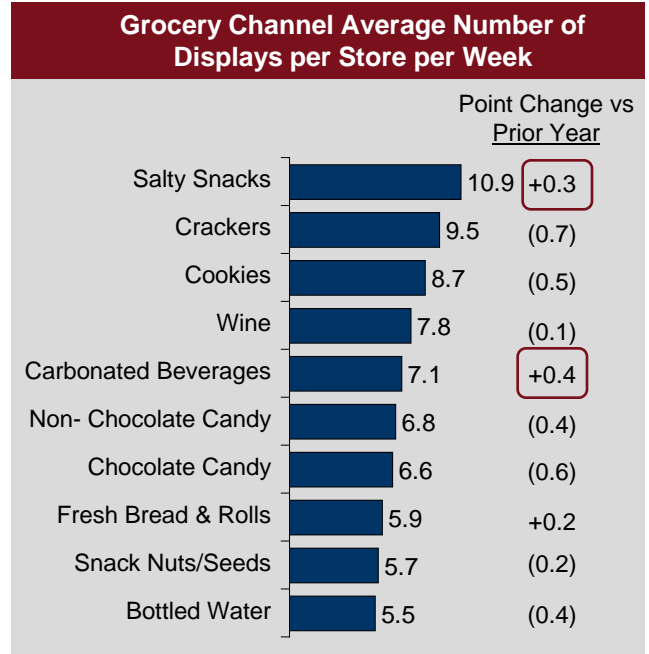 Grocery Channel Average Number of
Displays per Store per Week
Point Change vs
Prior Year
Salty Snacks 10.9 +0.3
Crackers 9.5 (0.7)
Cookies 8.7 (0.5)
Wine 7.8 (0.1)
Carbonated Beverages 7.1 +0.4
Non- Chocolate Candy 6.8 (0.4)
Chocolate Candy 6.6 (0.6)
Fresh Bread & Rolls 5.9 +0.2
Snack Nuts/Seeds 5.7 (0.2)
Bottled Water 5.5 (0.4)